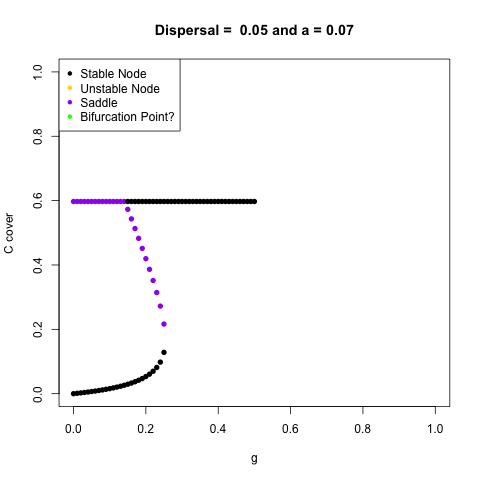 Dispersal =  0.05 and a = 0.07
Stable Node
Unstable Node
Saddle
Bifurcation Point?
1.0
0.8
0.6
0.4
0.2
0.0
C cover
0.0 0.2 0.4 0.6 0.8 1.0
g